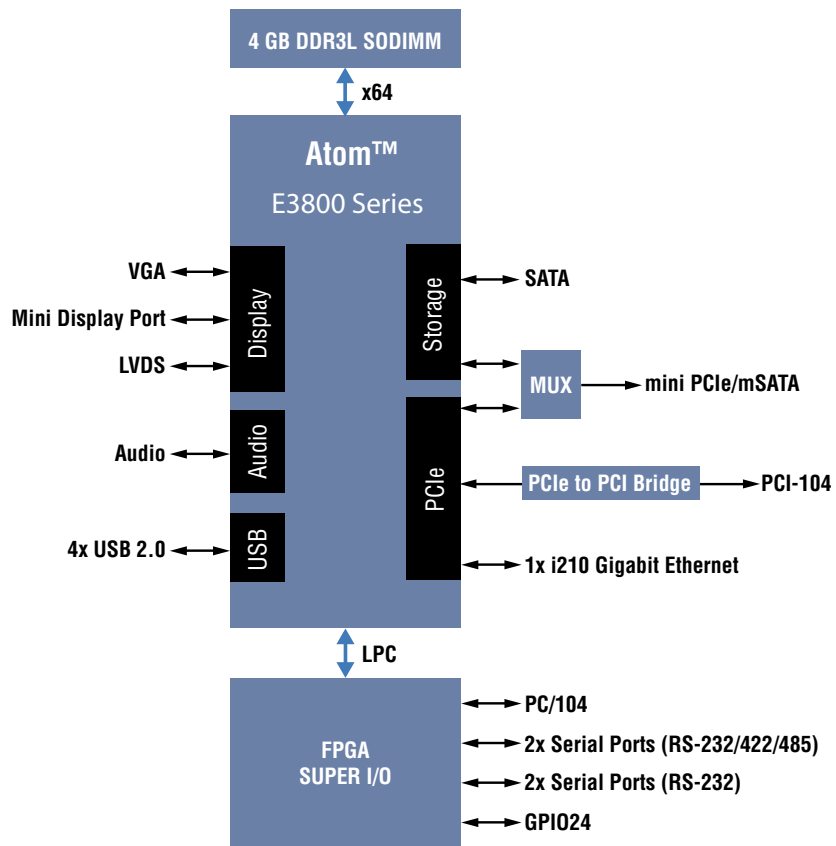 4 GB DDR3L SODIMM
x64
Atom™
E3800 Series
VGA
Mini Display Port
LVDS
Display
Storage
SATA
MUX
mini PCIe/mSATA
Audio
Audio
PCIe
PCIe to PCI Bridge
PCI-104
4x USB 2.0
USB
1x i210 Gigabit Ethernet
LPC
FPGA
SUPER I/O
PC/104
2x Serial Ports (RS-232/422/485)
2x Serial Ports (RS-232)
GPIO24